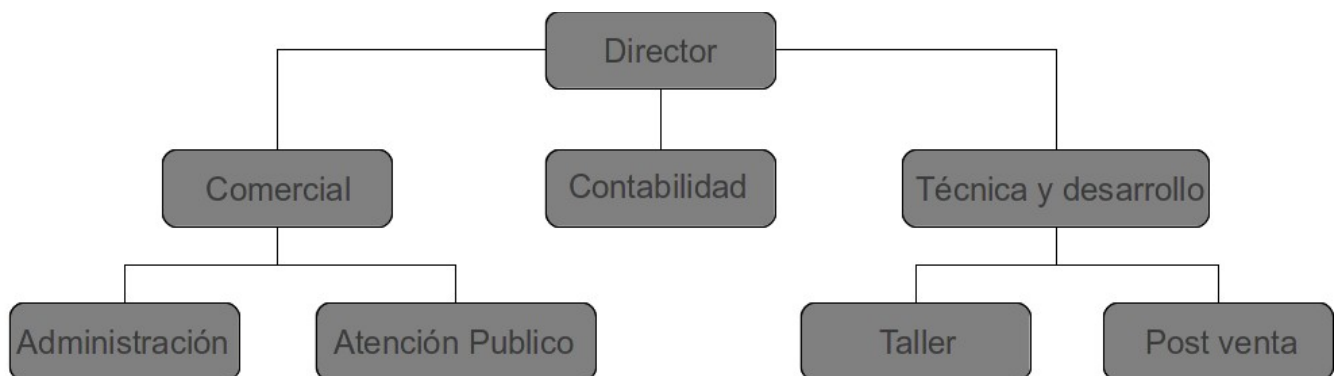 Director
Comercial
Contabilidad
Técnica y desarrollo
Administración
Atención Publico
Taller
Post venta